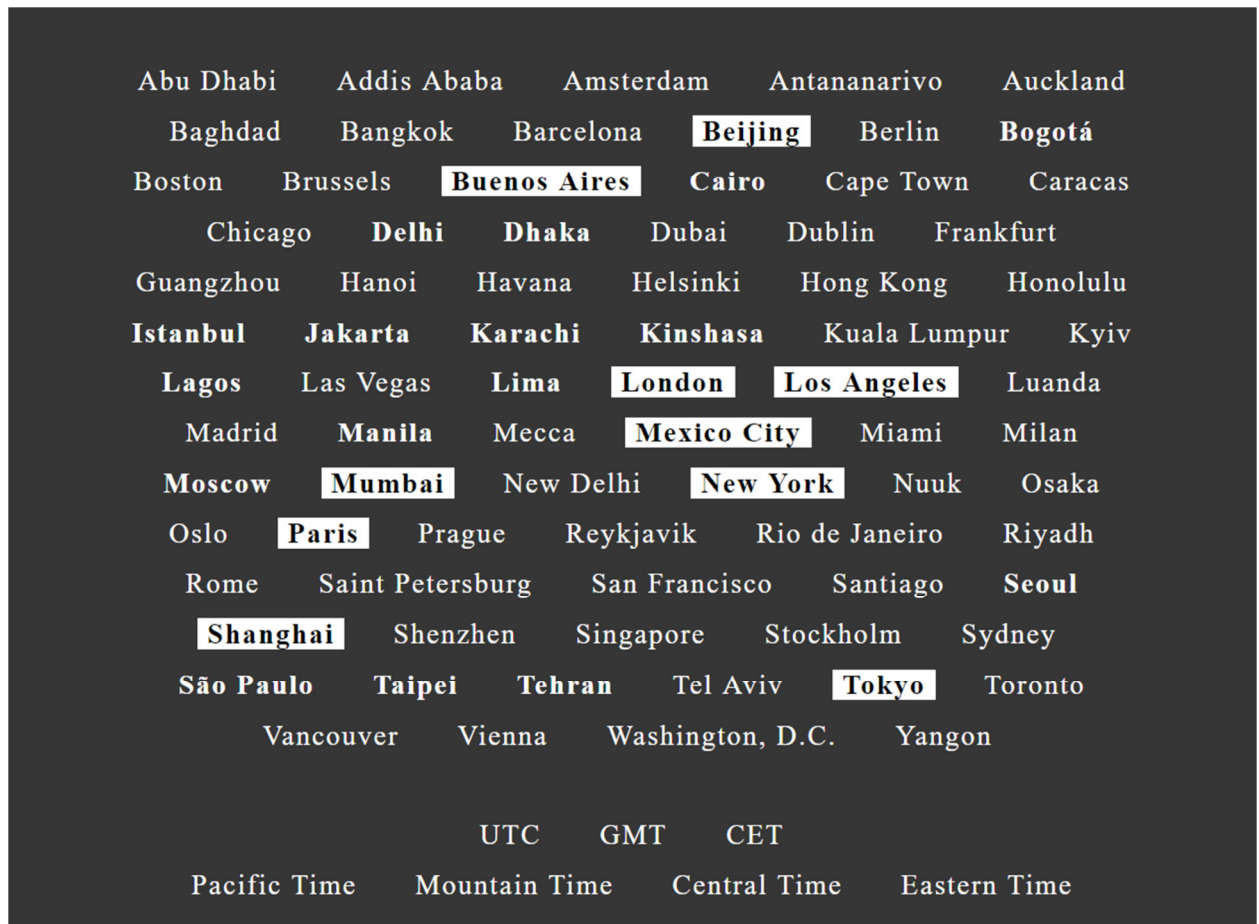 Abu Dhabi Addis Ababa Amsterdam Antananarivo Auckland
Baghdad Bangkok Barcelona Beijing Berlin Bogotá
Boston Brussels Buenos Aires Cairo Cape Town Caracas
Chicago Delhi Dhaka Dubai Dublin Frankfurt
Guangzhou Hanoi Havana Helsinki Hong Kong Honolulu
Istanbul Jakarta Karachi Kinshasa Kuala Lumpur Kyiv
Lagos Las Vegas Lima London Los Angeles Luanda
Madrid Manila Mecca Mexico City Miami Milan
Moscow Mumbai New Delhi New York Nuuk Osaka
Oslo Paris Prague Reykjavik Rio de Janeiro Riyadh
Rome Saint Petersburg San Francisco Santiago Seoul
Shanghai Shenzhen Singapore Stockholm Sydney
São Paulo Taipei Tehran Tel Aviv Tokyo Toronto
Vancouver Vienna Washington, D.C. Yangon
UTC GMT CET
Pacific Time Mountain Time Central Time Eastern Time